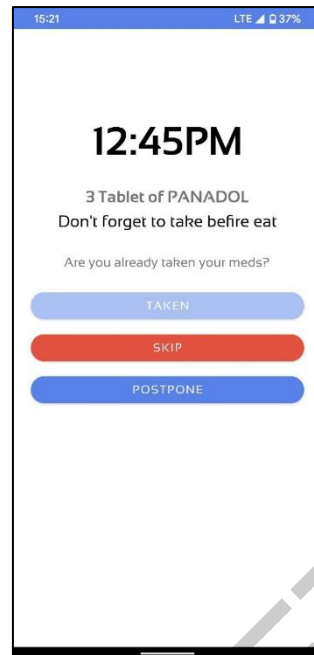 15:21 LTE 37%
12:45PM
3 Tablet of PANADOL
Don't forget to take befire eat
Are you already taken your meds?
TAKEN
SKIP
POSTPONE